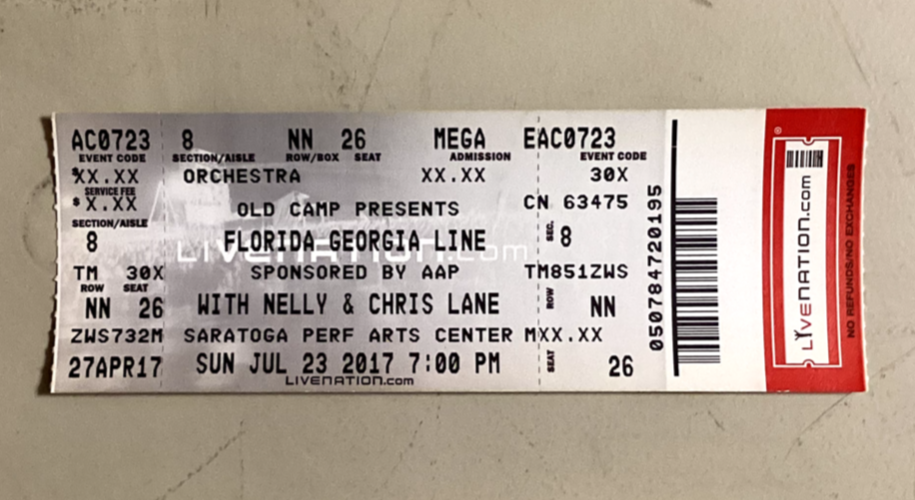 AC0723 8 NN 26 MEGA EAC0723
EVENT CODE SECTION/AISLE ROW/BOX SEAT ADMISSION EVENT CODE
$XX.XX ORCHESTRA XX.XX 30X
SERVICE FEE
$ X.XX OLD CAMP PRESENTS CN 63475
SECTION/AISLE
8 FLORIDA GEORGIA LINE SEC. 8
LIVENATION.com
TM 30X SPONSORED BY AAP TM851ZWS
ROW SEAT
NN 26 WITH NELLY & CHRIS LANE ROW NN
ZWS732M SARATOGA PERF ARTS CENTER MXX.XX
27APR17 SUN JUL 23 2017 7:00 PM SEAT 26
LIVENATION.com
050784720195
LIVENATION.com
®
NO REFUNDS/NO EXCHANGES